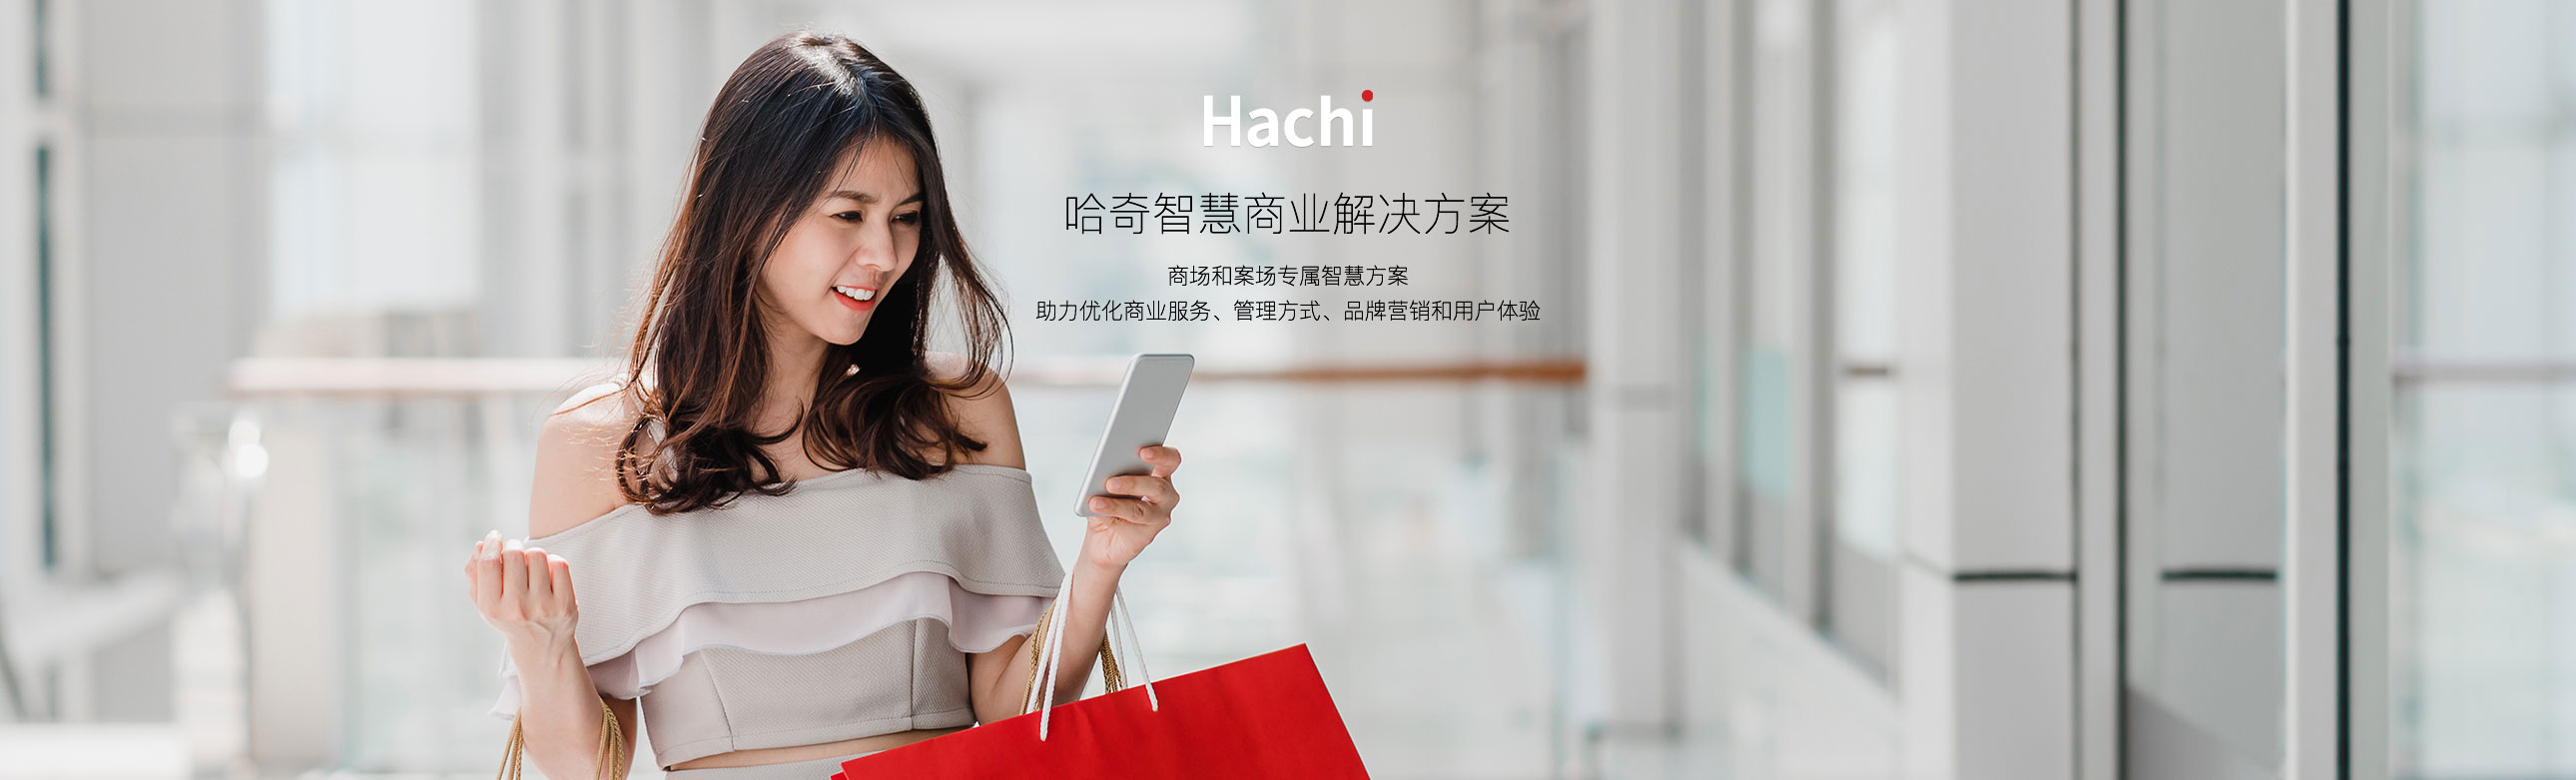 Hachi
哈奇智慧商业解决方案
商场和案场专属智慧方案
助力优化商业服务、管理方式、品牌营销和用户体验